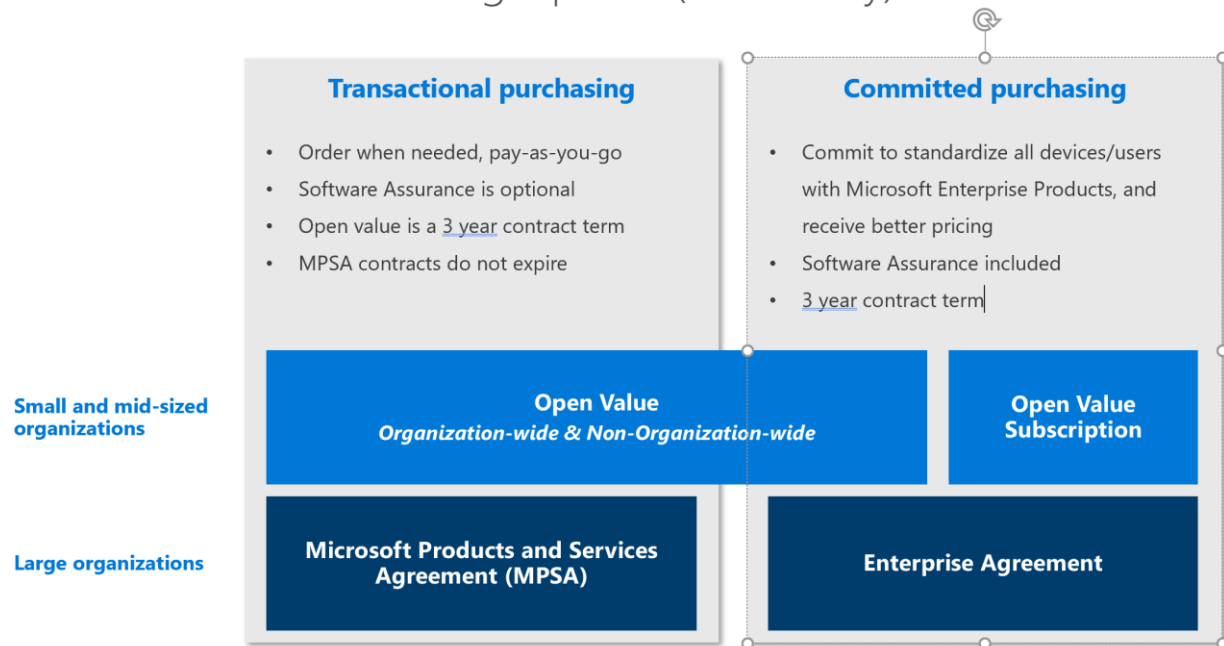 Transactional purchasing
• Order when needed, pay-as-you-go
• Software Assurance is optional
• Open value is a 3 year contract term
• MPSA contracts do not expire
Committed purchasing
• Commit to standardize all devices/users
with Microsoft Enterprise Products, and
receive better pricing
• Software Assurance included
• 3 year contract term
Small and mid-sized
organizations
Open Value
Organization-wide & Non-Organization-wide
Open Value
Subscription
Large organizations
Microsoft Products and Services
Agreement (MPSA)
Enterprise Agreement